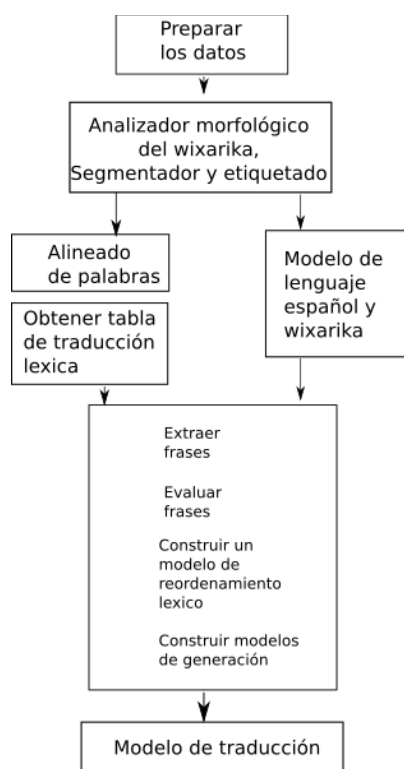 Preparar
los datos
Analizador morfológico
del wixarika,
Segmentador y etiquetado
Alineado
de palabras
Obtener tabla
de traducción
lexica
Modelo de
lenguaje
español y
wixarika
Extraer
frases
Evaluar
frases
Construir un
modelo de
reordenamiento
lexico
Construir modelos
de generación
Modelo de traducción